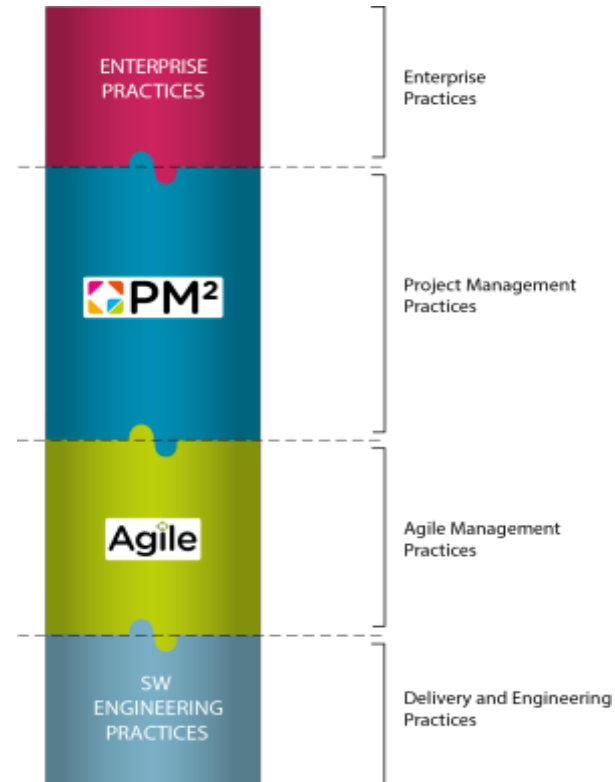 ENTERPRISE
PRACTICES
Enterprise
Practices
PM²
Project Management
Practices
Agile
Agile Management
Practices
SW
ENGINEERING
PRACTICES
Delivery and Engineering
Practices